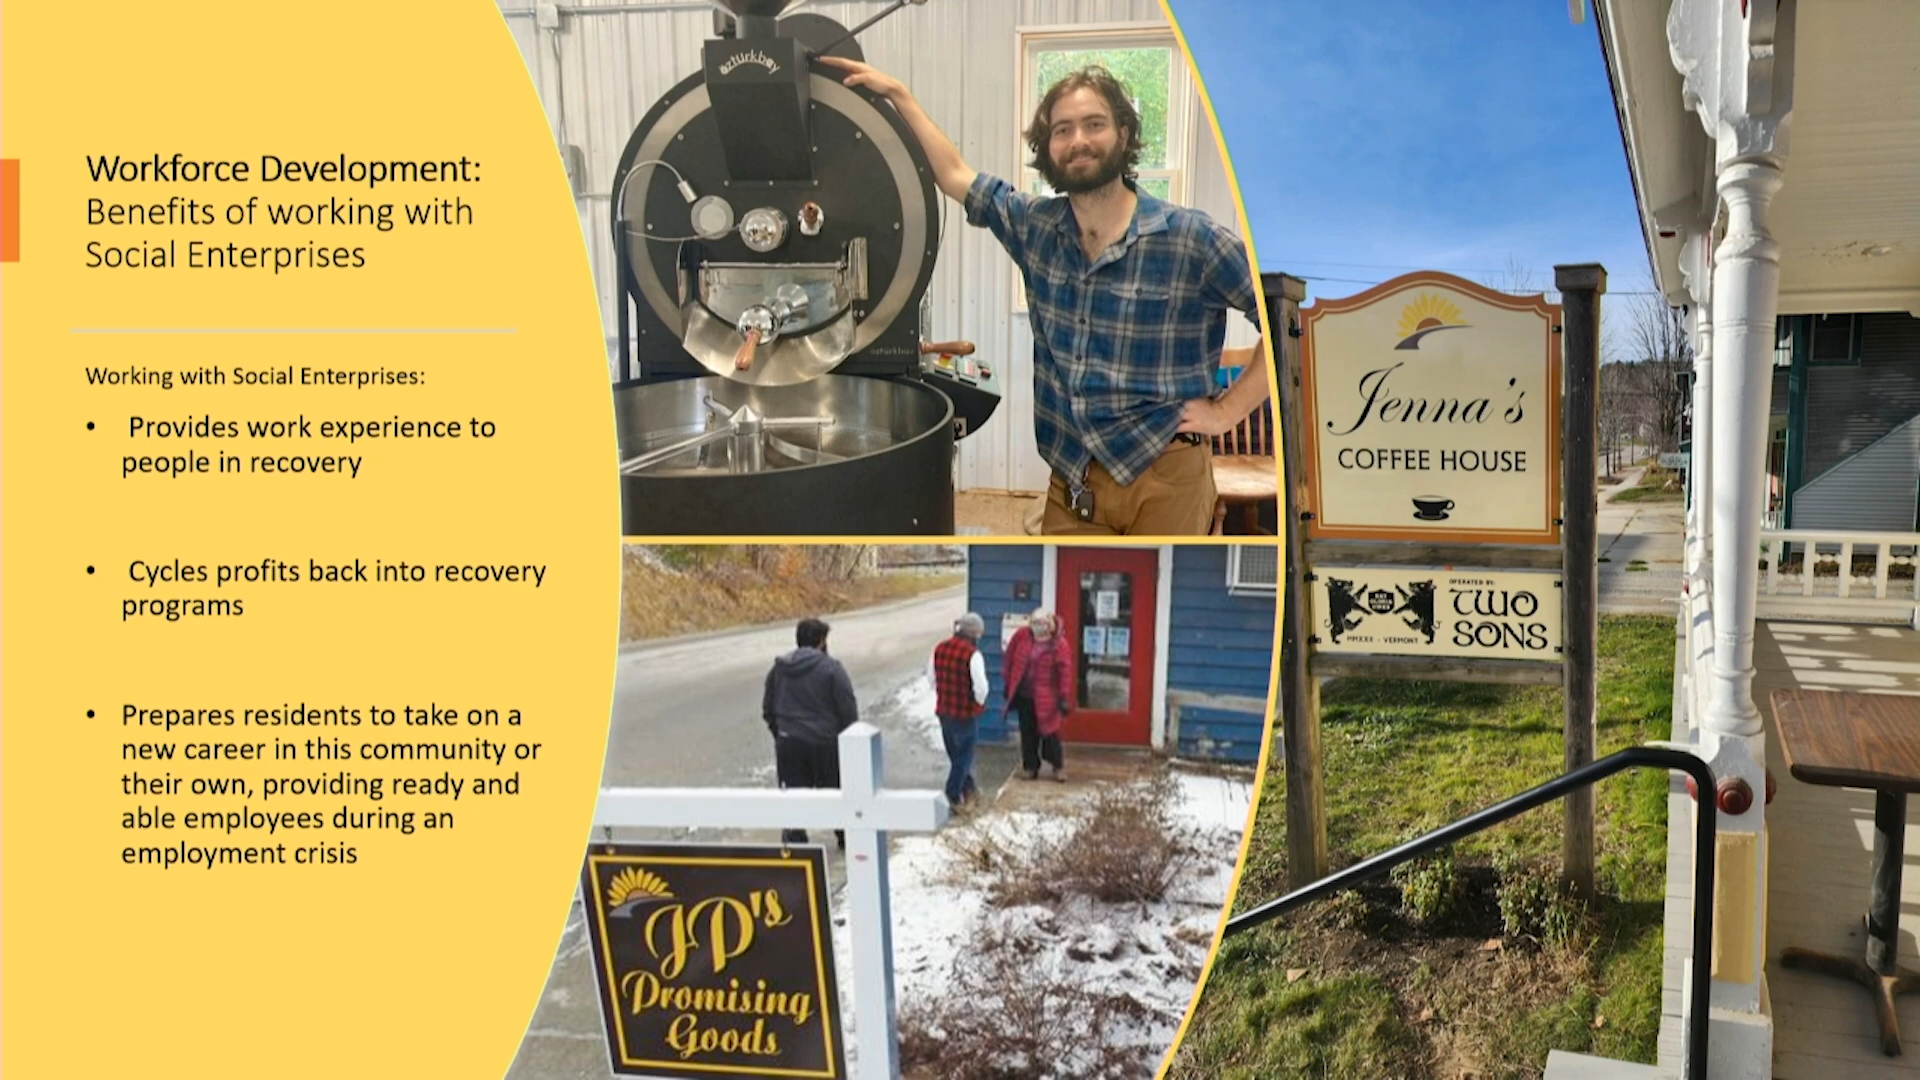 Workforce Development:
Benefits of working with
Social Enterprises
Working with Social Enterprises:
• Provides work experience to
people in recovery
• Cycles profits back into recovery
programs
• Prepares residents to take on a
new career in this community or
their own, providing ready and
able employees during an
employment crisis
öztürkbay
öztürkbay
JP's
Promising
Goods
Jenna's
COFFEE HOUSE
OPERATED BY:
TWO
SONS
MMXXI - VERMONT